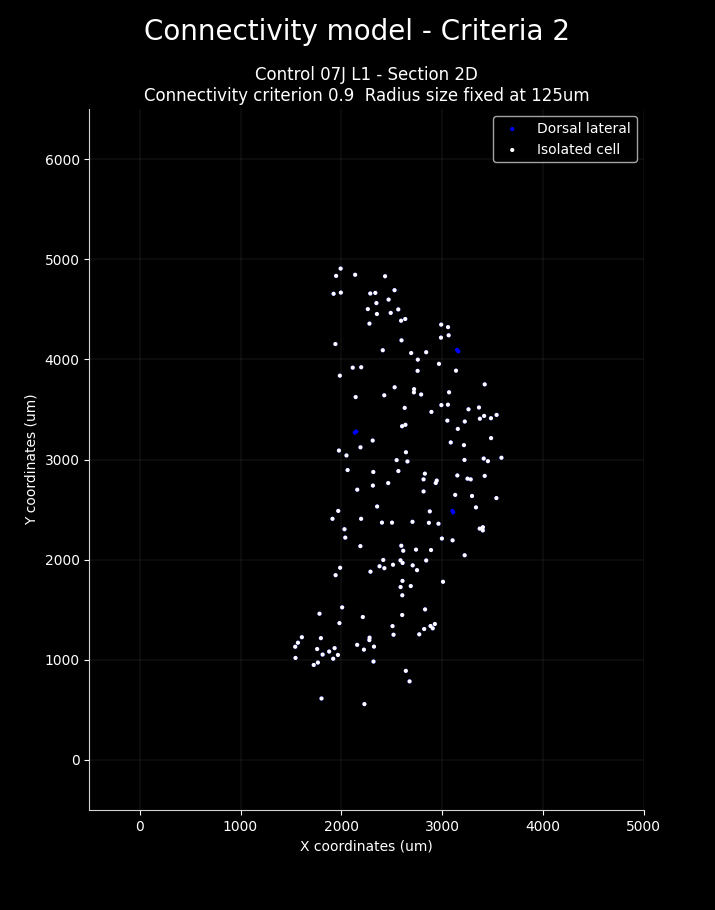 Connectivity model - Criteria 2
Control 07J L1 - Section 2D
Connectivity criterion 0.9  Radius size fixed at 125um
Dorsal lateral
Isolated cell
6000
5000
4000
3000
2000
1000
0
Y coordinates (um)
0
1000
2000
3000
4000
5000
X coordinates (um)